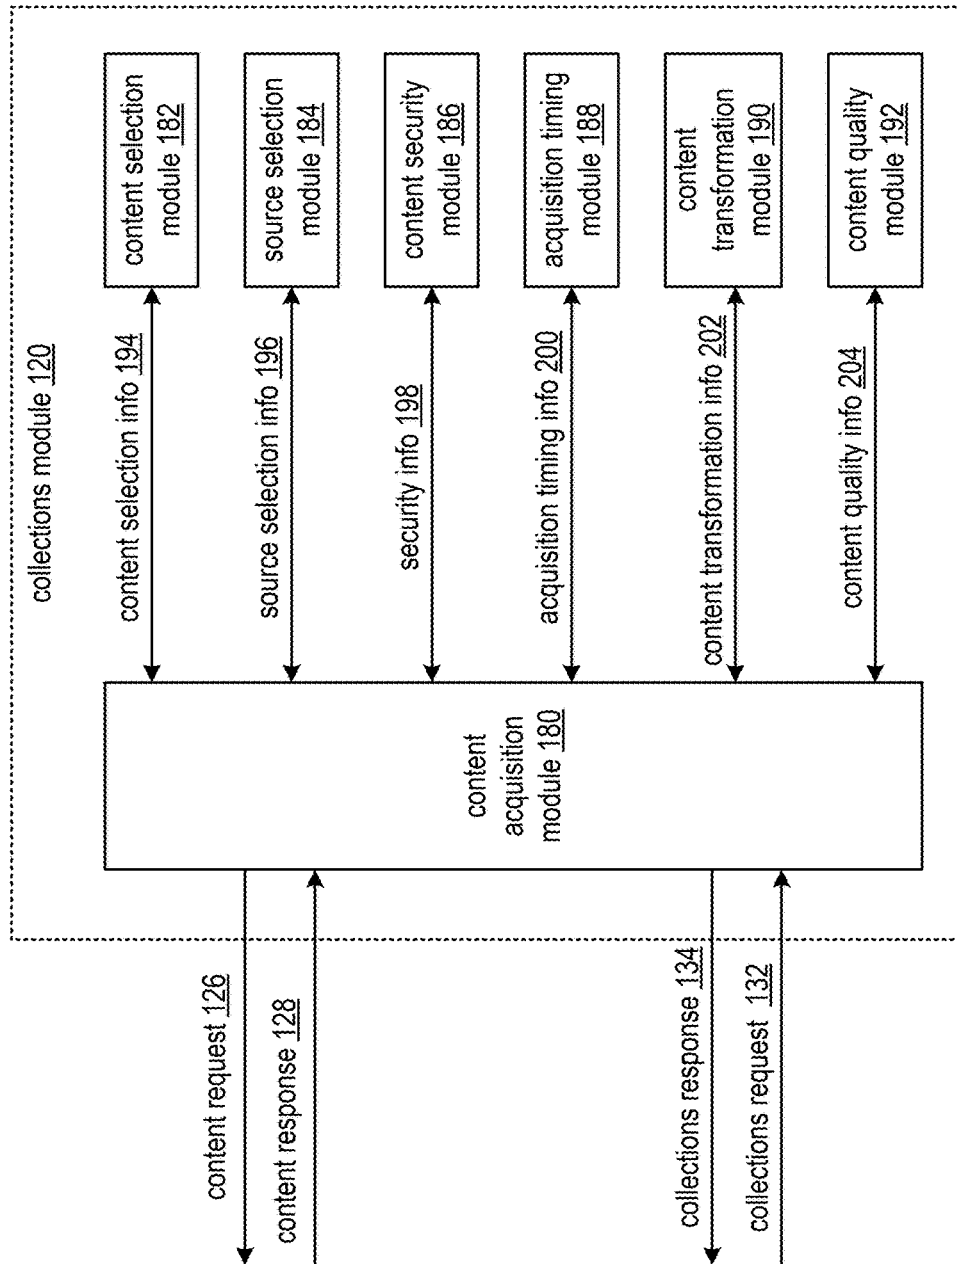 collections module 120
content selection
module 182
source selection
module 184
content security
module 186
acquisition timing
module 188
content
transformation
module 190
content quality
module 192
content selection info 194
source selection info 196
security info 198
acquisition timing info 200
content transformation info 202
content quality info 204
content
acquisition
module 180
content request 126
content response 128
collections response 134
collections request 132